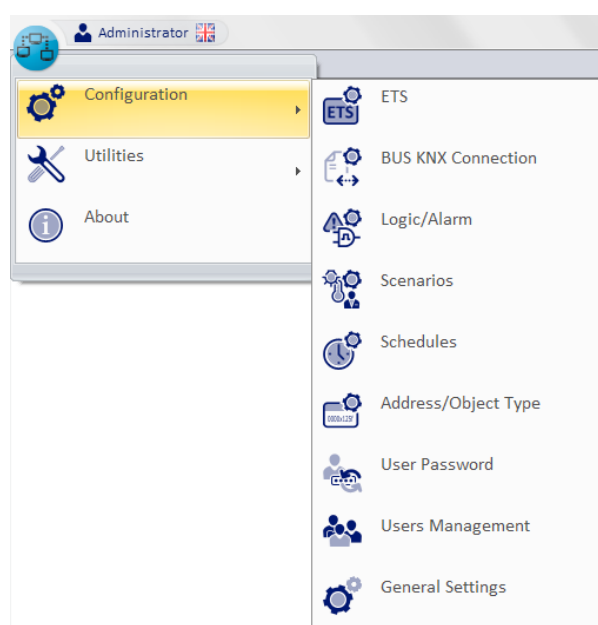 Administrator
Configuration
Utilities
About
ETS
ETS
BUS KNX Connection
Logic/Alarm
Scenarios
Schedules
Address/Object Type
User Password
Users Management
General Settings